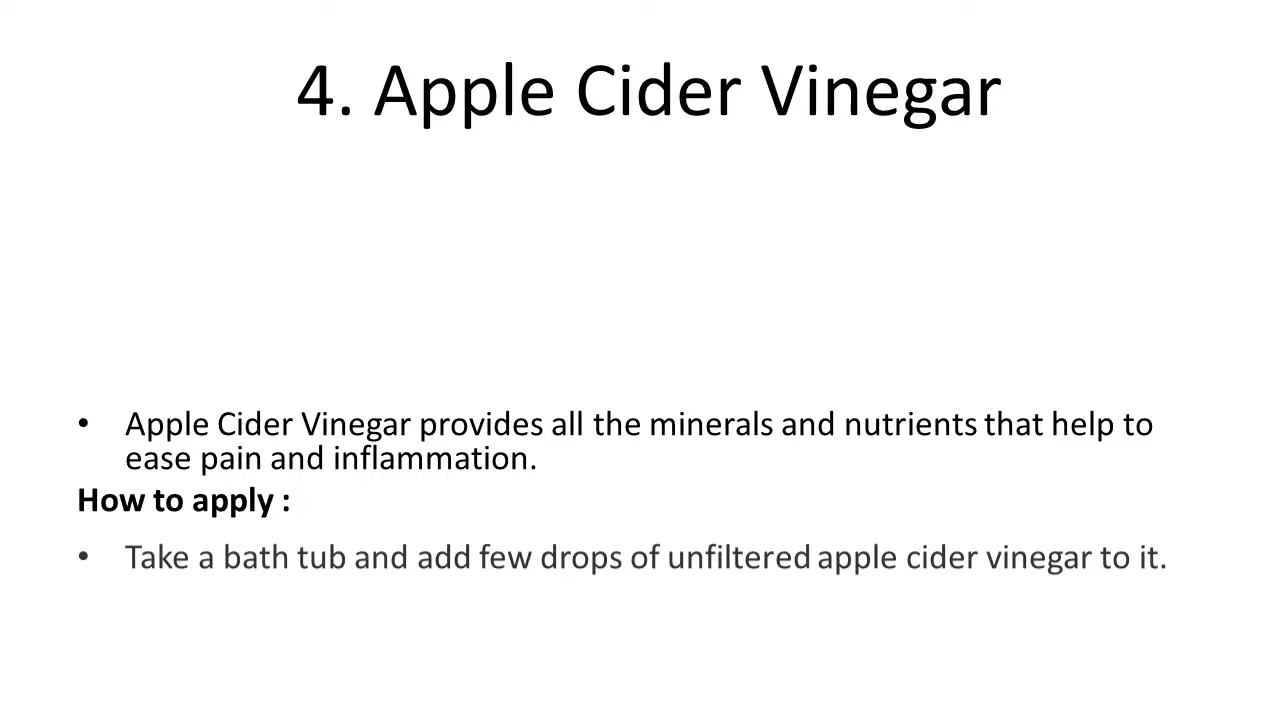 4. Apple Cider Vinegar
• Apple Cider Vinegar provides all the minerals and nutrients that help to
ease pain and inflammation.
How to apply :
• Take a bath tub and add few drops of unfiltered apple cider vinegar to it.